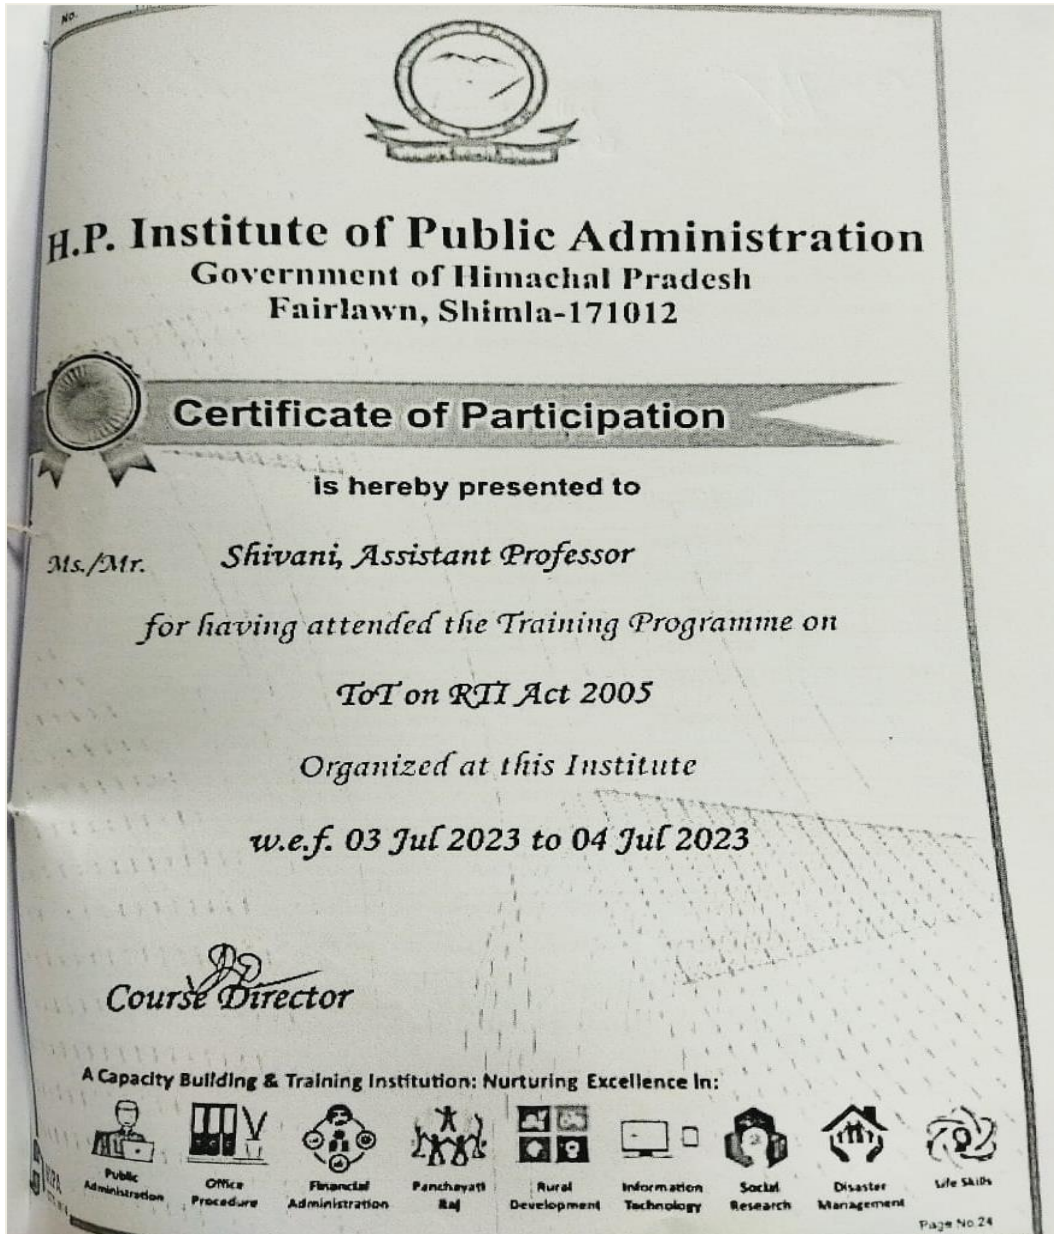 No.
H.P. Institute of Public Administration
Government of Himachal Pradesh
Fairlawn, Shimla-171012
Certificate of Participation
is hereby presented to
Ms./Mr. Shivani, Assistant Professor
for having attended the Training Programme on
ToT on RTI Act 2005
Organized at this Institute
w.e.f. 03 Jul 2023 to 04 Jul 2023
Course Director
A Capacity Building & Training Institution: Nurturing Excellence in:
Public Administration
Office Procedure
Financial Administration
Panchayati Raj
Rural Development
Information Technology
Social Research
Disaster Management
Life Skills
Page No.24